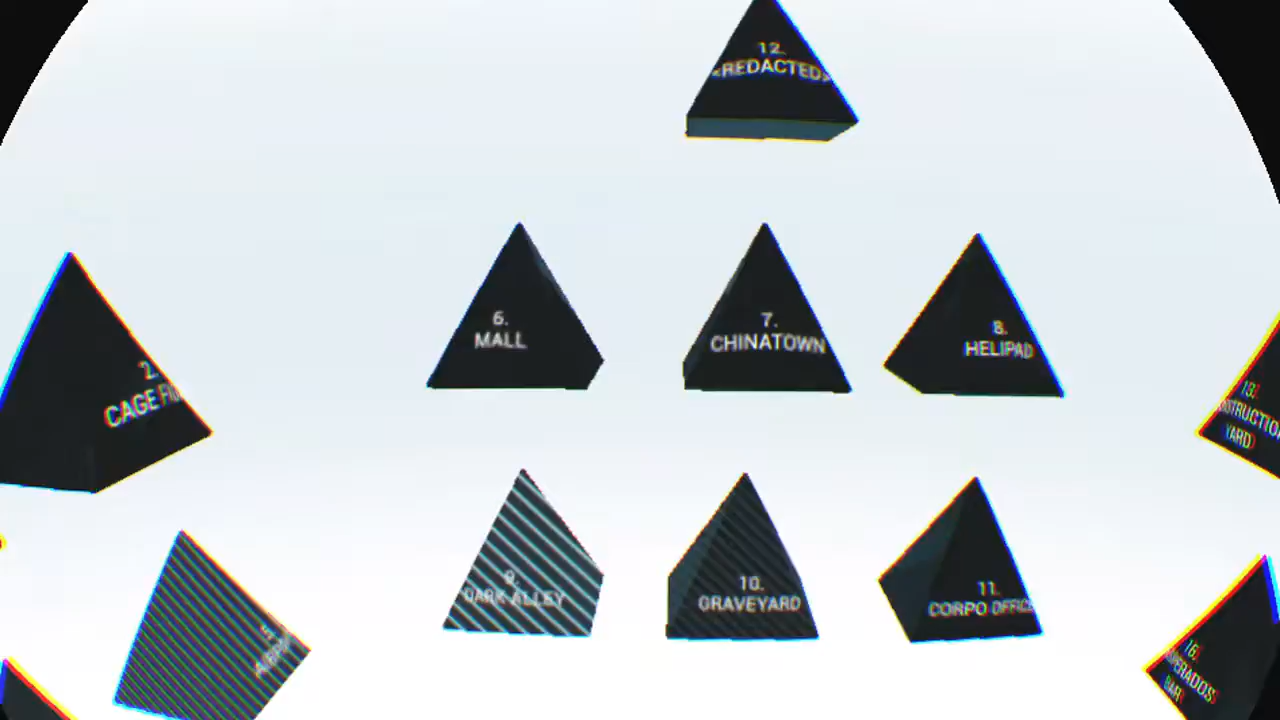 12.
<REDACTED>
6.
MALL
7.
CHINATOWN
8.
HELIPAD
2.
CAGE
YARD
9.
DARK ALLEY
10.
GRAVEYARD
11.
CORPO OFFICE
16.
BAR